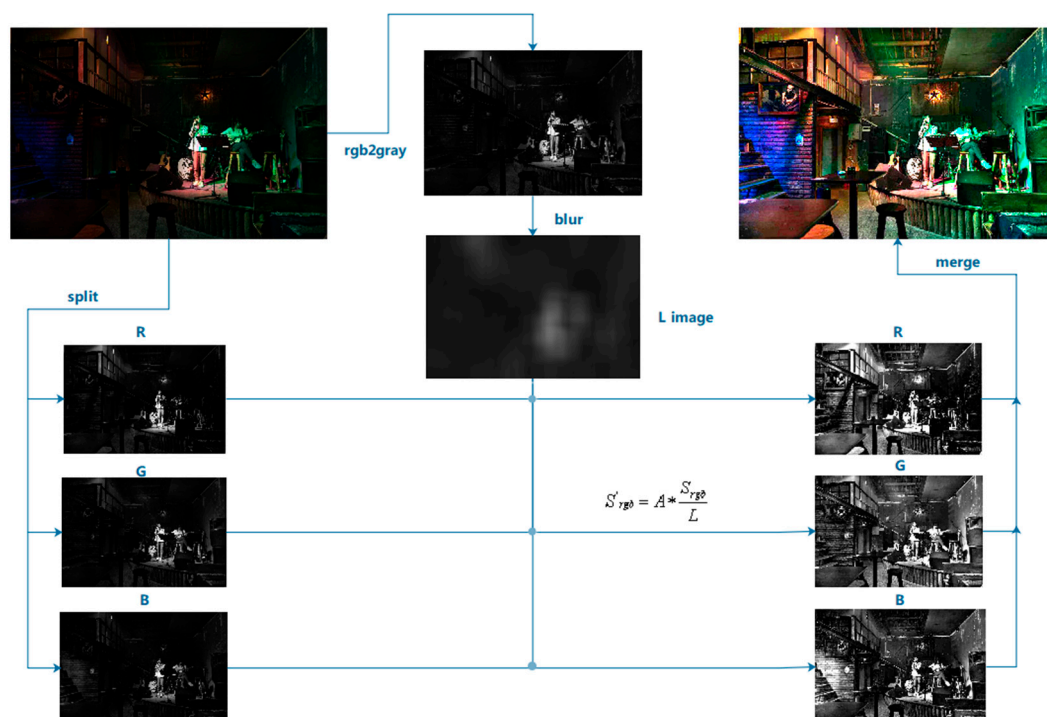 rgb2gray
blur
merge
split
L image
R
R
G
G
S'rgb = A * Srgb / L
B
B